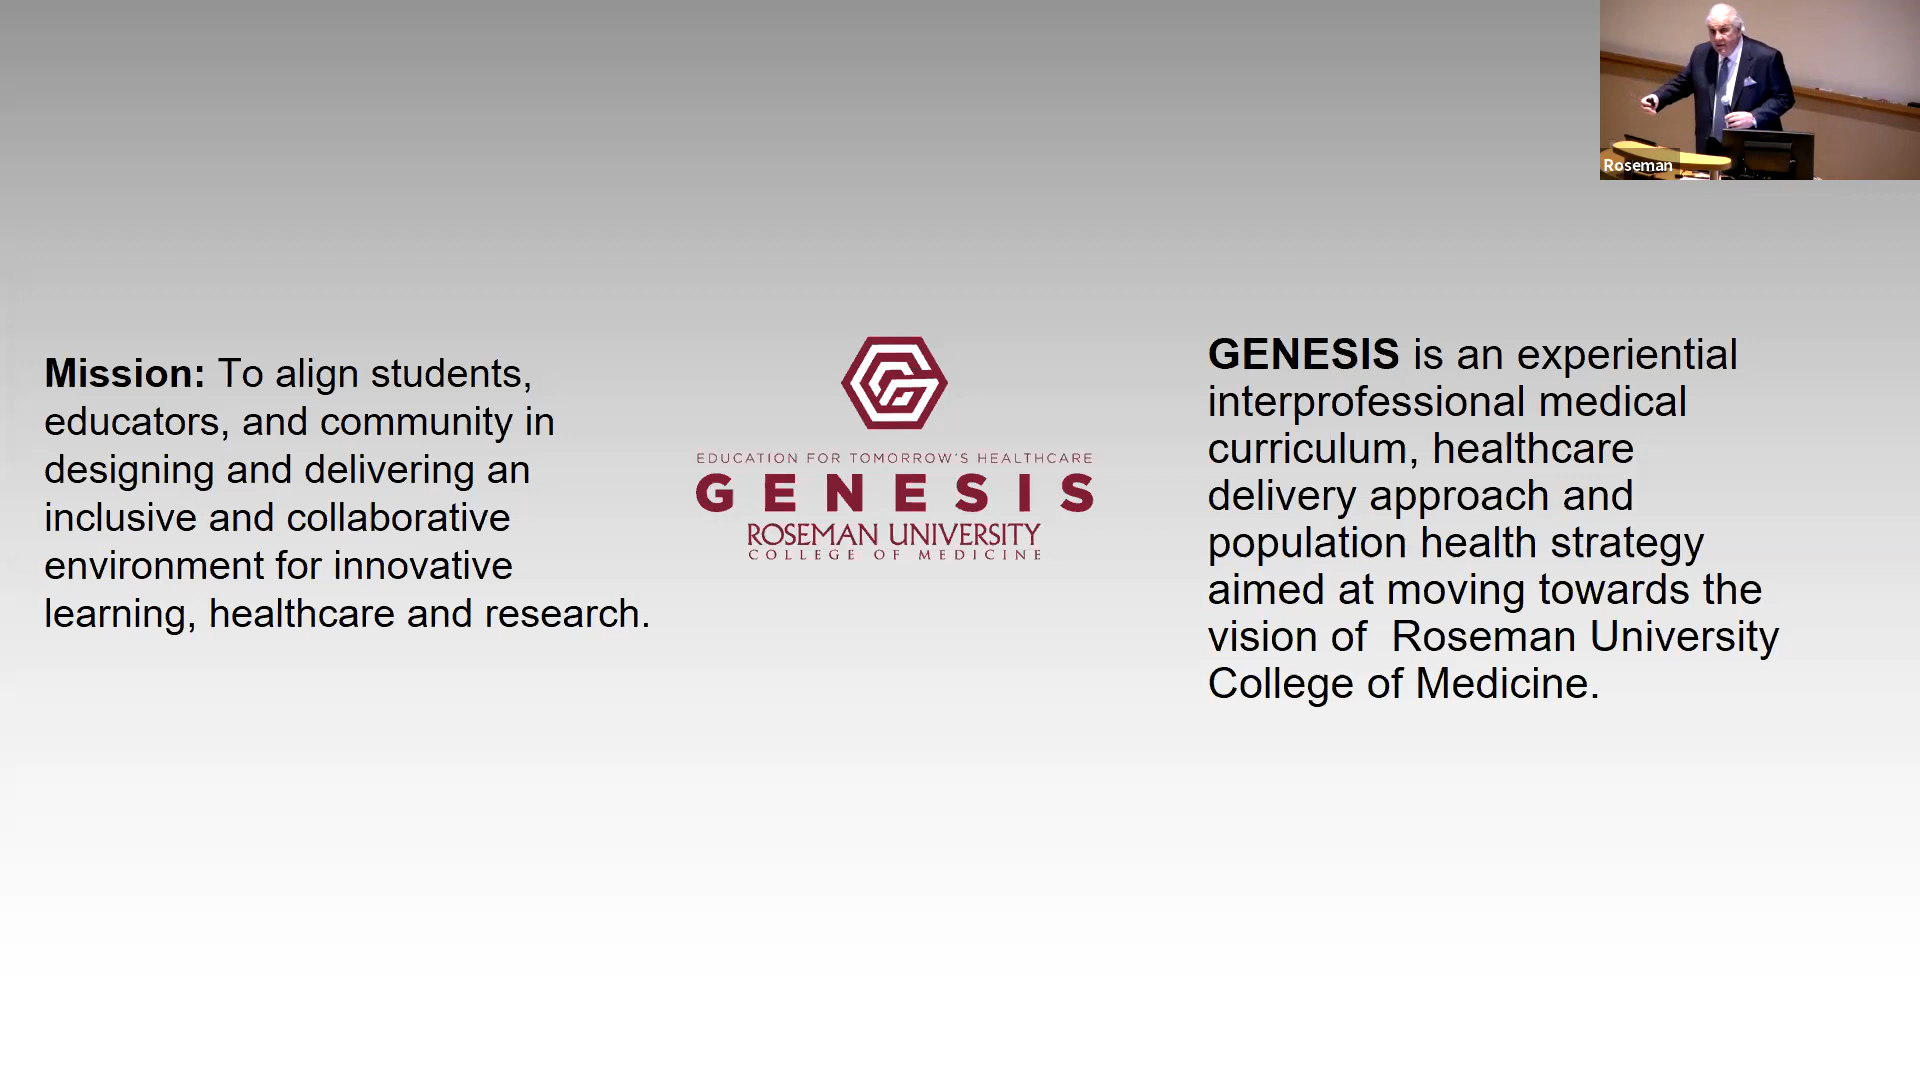 Roseman
Mission: To align students,
educators, and community in
designing and delivering an
inclusive and collaborative
environment for innovative
learning, healthcare and research.
EDUCATION FOR TOMORROW'S HEALTHCARE
GENESIS
ROSEMAN UNIVERSITY
COLLEGE OF MEDICINE
GENESIS is an experiential
interprofessional medical
curriculum, healthcare
delivery approach and
population health strategy
aimed at moving towards the
vision of  Roseman University
College of Medicine.